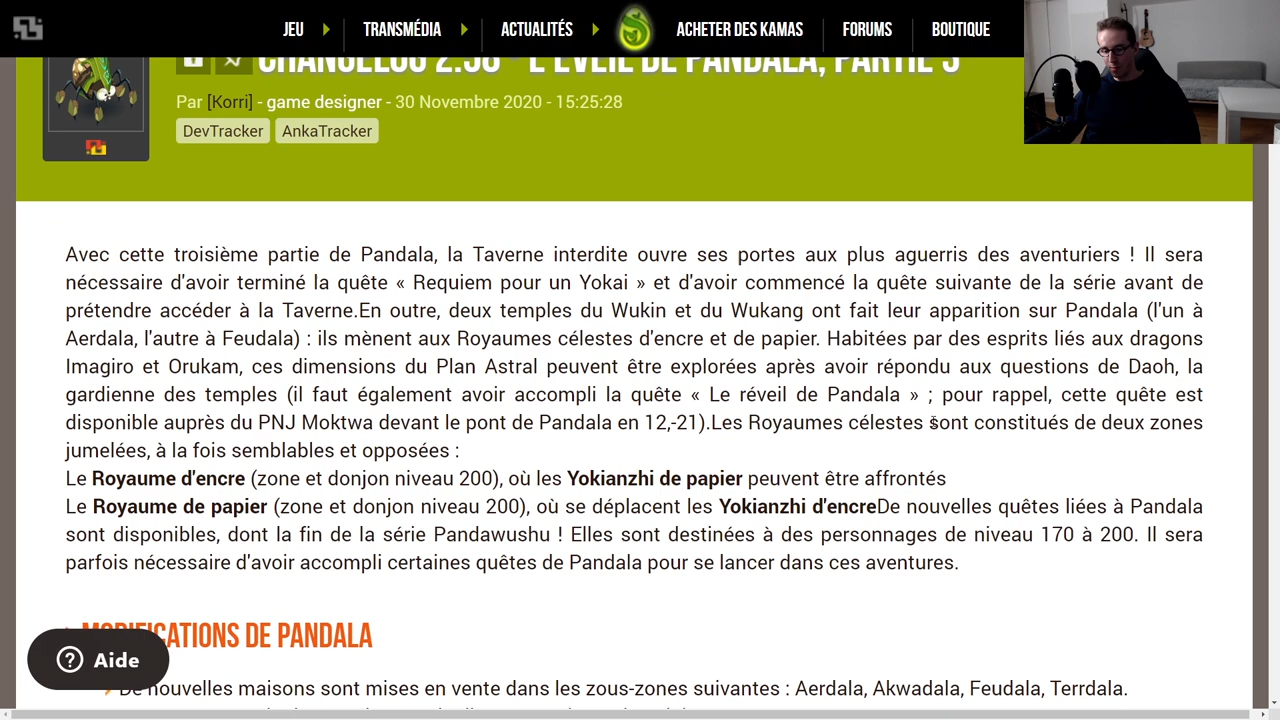 JEU
TRANSMÉDIA
ACTUALITÉS
ACHETER DES KAMAS
FORUMS
BOUTIQUE
CHANGELOG 2.58 - L'ÉVEIL DE PANDALA, PARTIE 3
Par [Korri] - game designer - 30 Novembre 2020 - 15:25:28
DevTracker AnkaTracker
Avec cette troisième partie de Pandala, la Taverne interdite ouvre ses portes aux plus aguerris des aventuriers ! Il sera
nécessaire d'avoir terminé la quête « Requiem pour un Yokai » et d'avoir commencé la quête suivante de la série avant de
prétendre accéder à la Taverne.En outre, deux temples du Wukin et du Wukang ont fait leur apparition sur Pandala (l'un à
Aerdala, l'autre à Feudala) : ils mènent aux Royaumes célestes d'encre et de papier. Habitées par des esprits liés aux dragons
Imagiro et Orukam, ces dimensions du Plan Astral peuvent être explorées après avoir répondu aux questions de Daoh, la
gardienne des temples (il faut également avoir accompli la quête « Le réveil de Pandala » ; pour rappel, cette quête est
disponible auprès du PNJ Moktwa devant le pont de Pandala en 12,-21).Les Royaumes célestes sont constitués de deux zones
jumelées, à la fois semblables et opposées :
Le Royaume d'encre (zone et donjon niveau 200), où les Yokianzhi de papier peuvent être affrontés
Le Royaume de papier (zone et donjon niveau 200), où se déplacent les Yokianzhi d'encreDe nouvelles quêtes liées à Pandala
sont disponibles, dont la fin de la série Pandawushu ! Elles sont destinées à des personnages de niveau 170 à 200. Il sera
parfois nécessaire d'avoir accompli certaines quêtes de Pandala pour se lancer dans ces aventures.
MODIFICATIONS DE PANDALA
Aide
De nouvelles maisons sont mises en vente dans les zous-zones suivantes : Aerdala, Akwadala, Feudala, Terrdala.